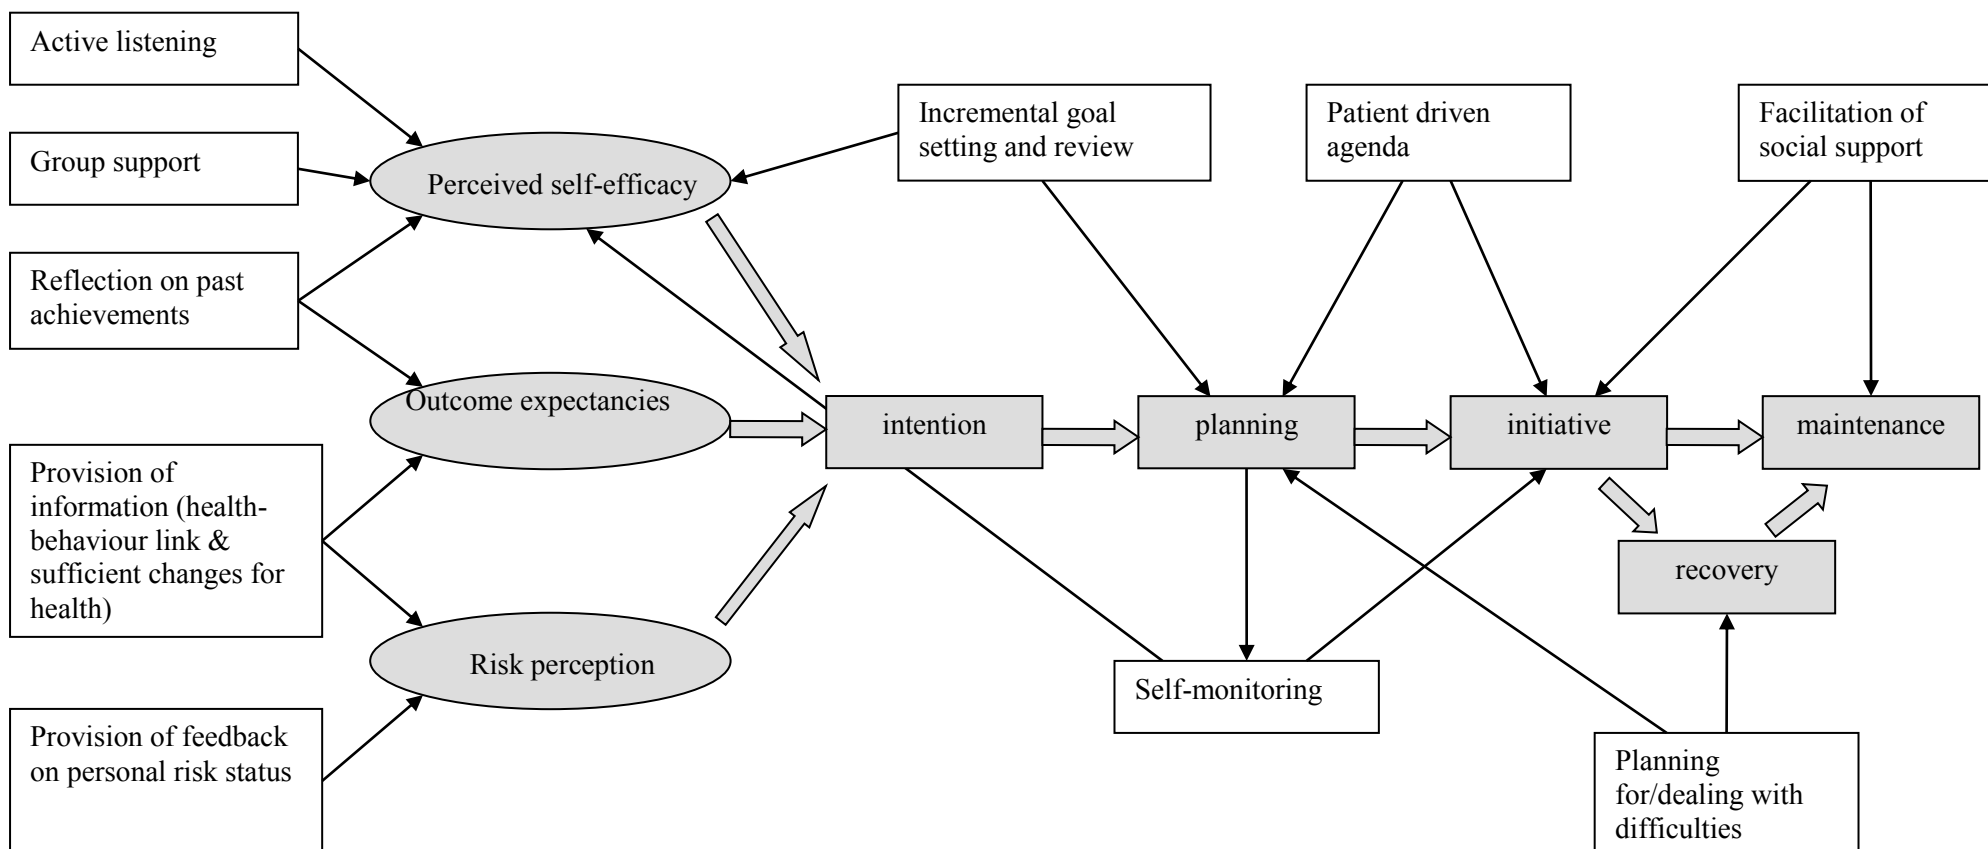 Active listening
Group support
Reflection on past
achievements
Provision of
information (health-
behaviour link &
sufficient changes for
health)
Provision of feedback
on personal risk status
Perceived self-efficacy
Outcome expectancies
Risk perception
Incremental goal
setting and review
Patient driven
agenda
Facilitation of
social support
intention
planning
initiative
maintenance
recovery
Self-monitoring
Planning
for/dealing with
difficulties